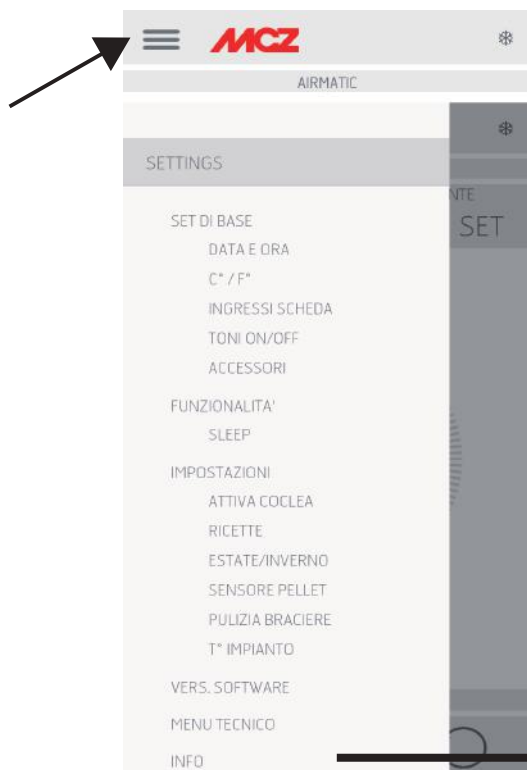 MCZ
AIRMATIC
SETTINGS
NTE
SET
SET DI BASE
DATA E ORA
C° / F°
INGRESSI SCHEDA
TONI ON/OFF
ACCESSORI
FUNZIONALITA'
SLEEP
IMPOSTAZIONI
ATTIVA COCLEA
RICETTE
ESTATE/INVERNO
SENSORE PELLET
PULIZIA BRACIERE
T° IMPIANTO
VERS. SOFTWARE
MENU TECNICO
INFO